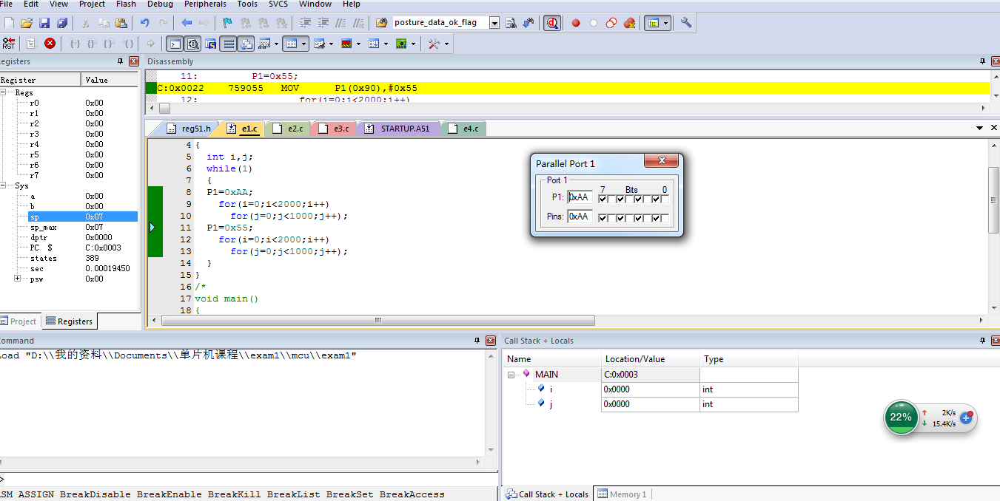 File Edit View Project Flash Debug Peripherals Tools SVCS Window Help
posture_data_ok_flag
RST
Registers
Register Value
Regs
r0 0x00
r1 0x00
r2 0x00
r3 0x00
r4 0x00
r5 0x00
r6 0x00
r7 0x00
Sys
a 0x00
b 0x00
sp 0x07
sp_max 0x07
dptr 0x0000
PC $ C:0x0003
states 389
sec 0.00019450
psw 0x00
Project Registers
Disassembly
11: P1=0x55;
C:0x0022 759055 MOV P1(0x90),#0x55
12: for(i=0;i<2000;i++)
reg51.h e1.c e2.c e3.c STARTUP.A51 e4.c
4 {
5 int i,j;
6 while(1)
7 {
8 P1=0xAA;
9 for(i=0;i<2000;i++)
10 for(j=0;j<1000;j++);
11 P1=0x55;
12 for(i=0;i<2000;i++)
13 for(j=0;j<1000;j++);
14 }
15 }
16 /*
17 void main()
18 {
Parallel Port 1
Port 1
7 Bits 0
P1: 0xAA
Pins: 0xAA
Command
Load "D:\\我的资料\\Documents\\单片机课程\\exam1\\mcu\\exam1"
>
ASM ASSIGN BreakDisable BreakEnable BreakKill BreakList BreakSet BreakAccess
Call Stack + Locals
Name Location/Value Type
MAIN C:0x0003
i 0x0000 int
j 0x0000 int
22% 2K/s
15.4K/s
Call Stack + Locals Memory 1